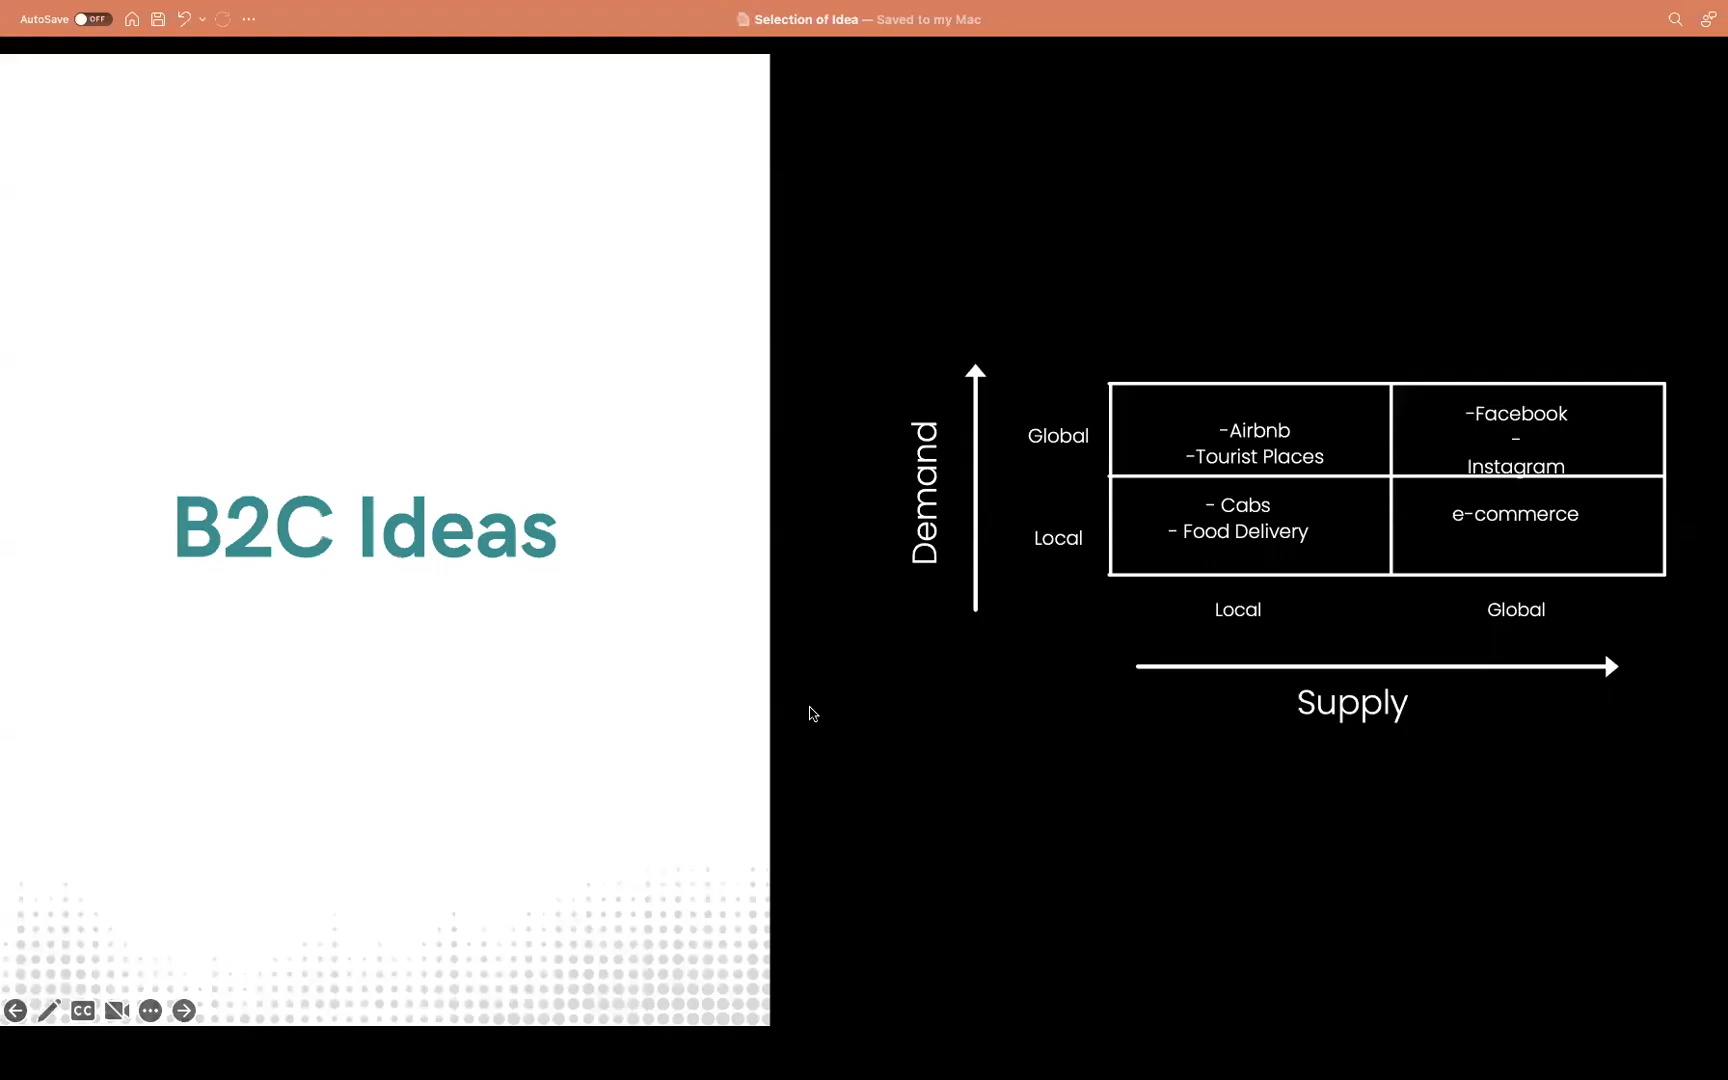 AutoSave OFF
Selection of Idea — Saved to my Mac
B2C Ideas
Demand
Global
-Airbnb
-Tourist Places
-Facebook
-
Instagram
Local
- Cabs
- Food Delivery
e-commerce
Local
Global
Supply
CC